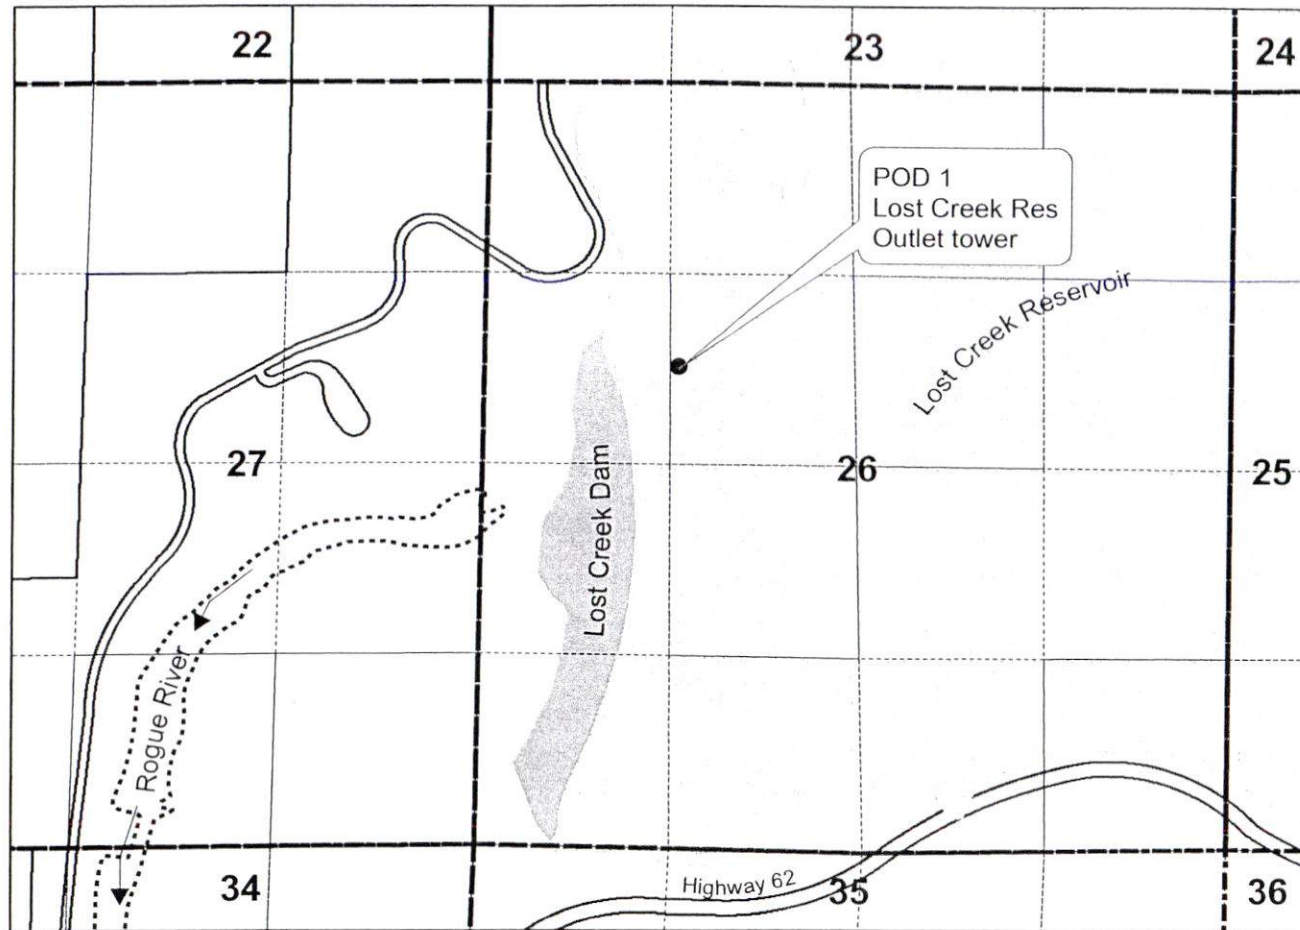 22
23
24
POD 1
Lost Creek Res
Outlet tower
Lost Creek Reservoir
27
26
25
Lost Creek Dam
Rogue River
34
Highway 62
35
36